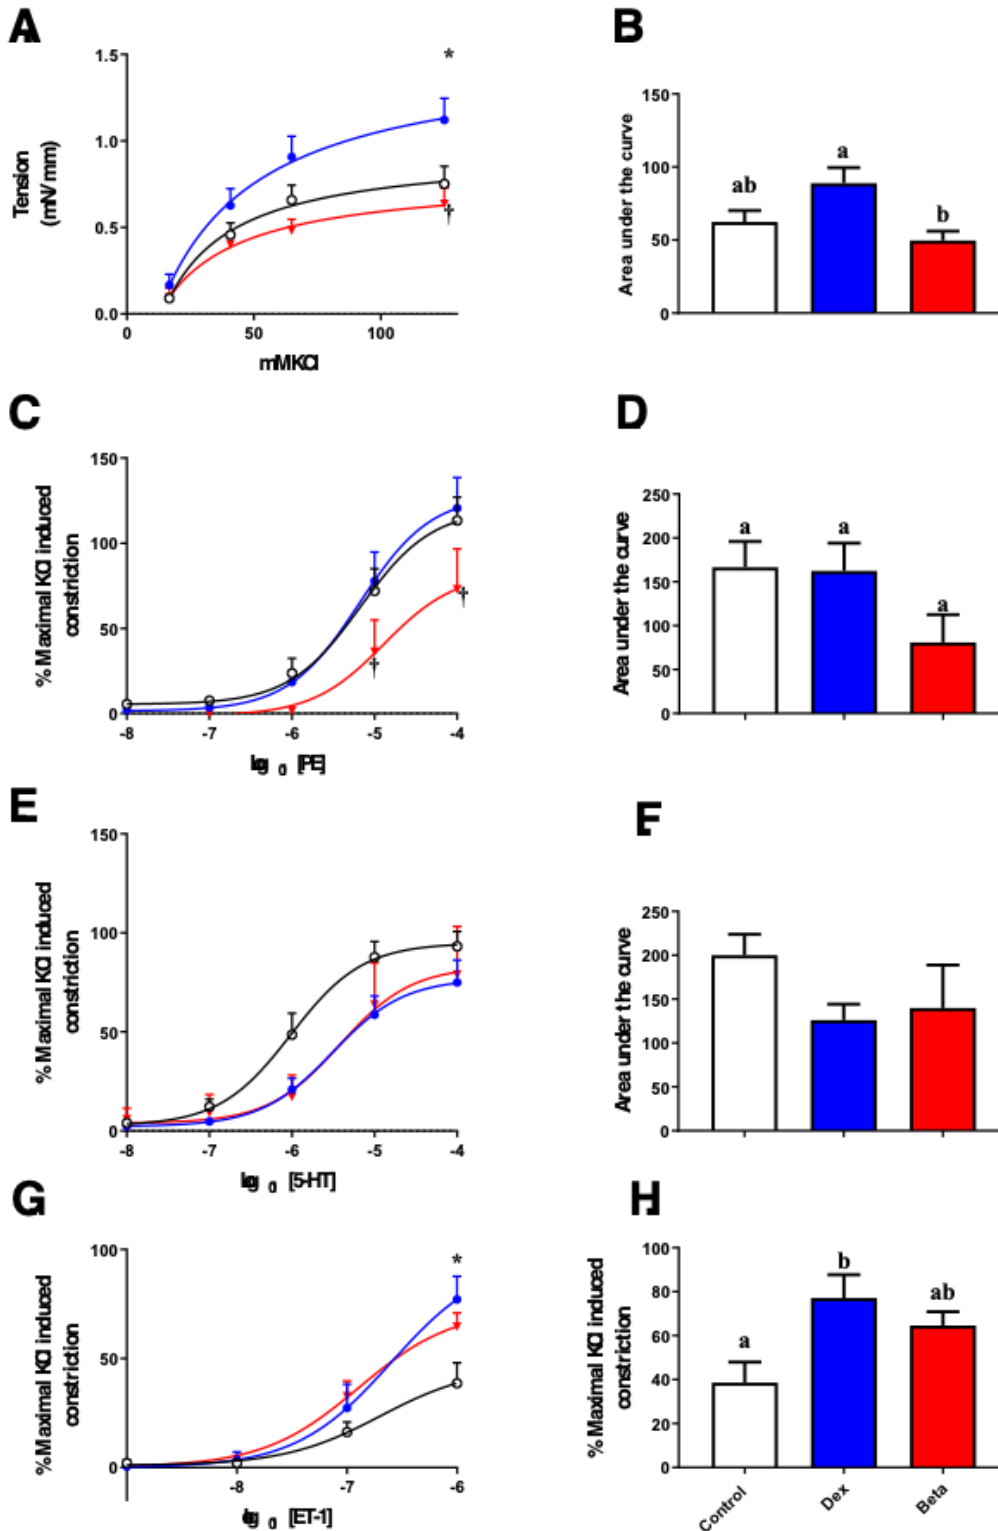 A
1.5
1.0
0.5
0.0
0
50
100
Tension
(mN/mm)
mMKCl
*
†
B
150
100
50
0
Area under the curve
ab
a
b
C
150
100
50
0
-8
-7
-6
-5
-4
% Maximal KCl induced
constriction
[PE]
†
†
D
250
200
150
100
50
0
Area under the curve
a
a
a
E
150
100
50
0
-8
-7
-6
-5
-4
% Maximal KCl induced
constriction
[5-HT]
F
250
200
150
100
50
0
Area under the curve
G
100
50
0
-8
-7
-6
% Maximal KCl induced
constriction
[ET-1]
*
H
100
80
60
40
20
0
% Maximal KCl induced
constriction
a
b
ab
Control
Dex
Beta